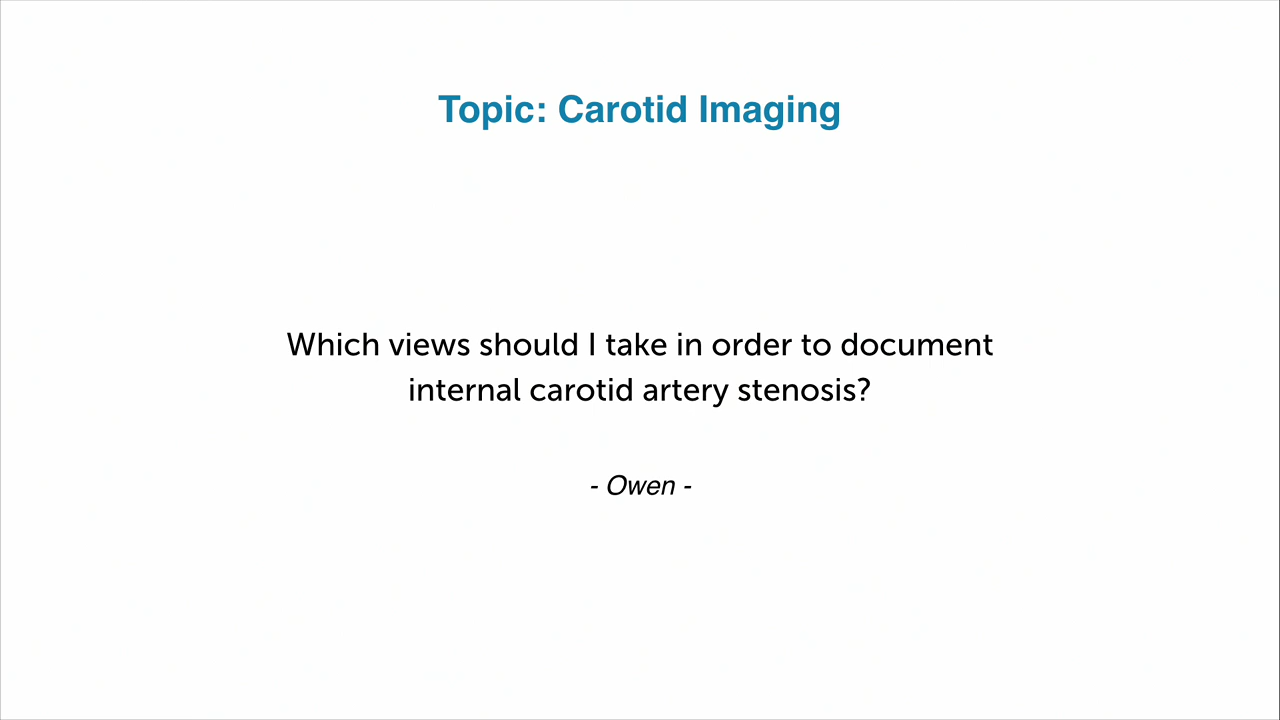 Topic: Carotid Imaging
Which views should I take in order to document
internal carotid artery stenosis?
- Owen -